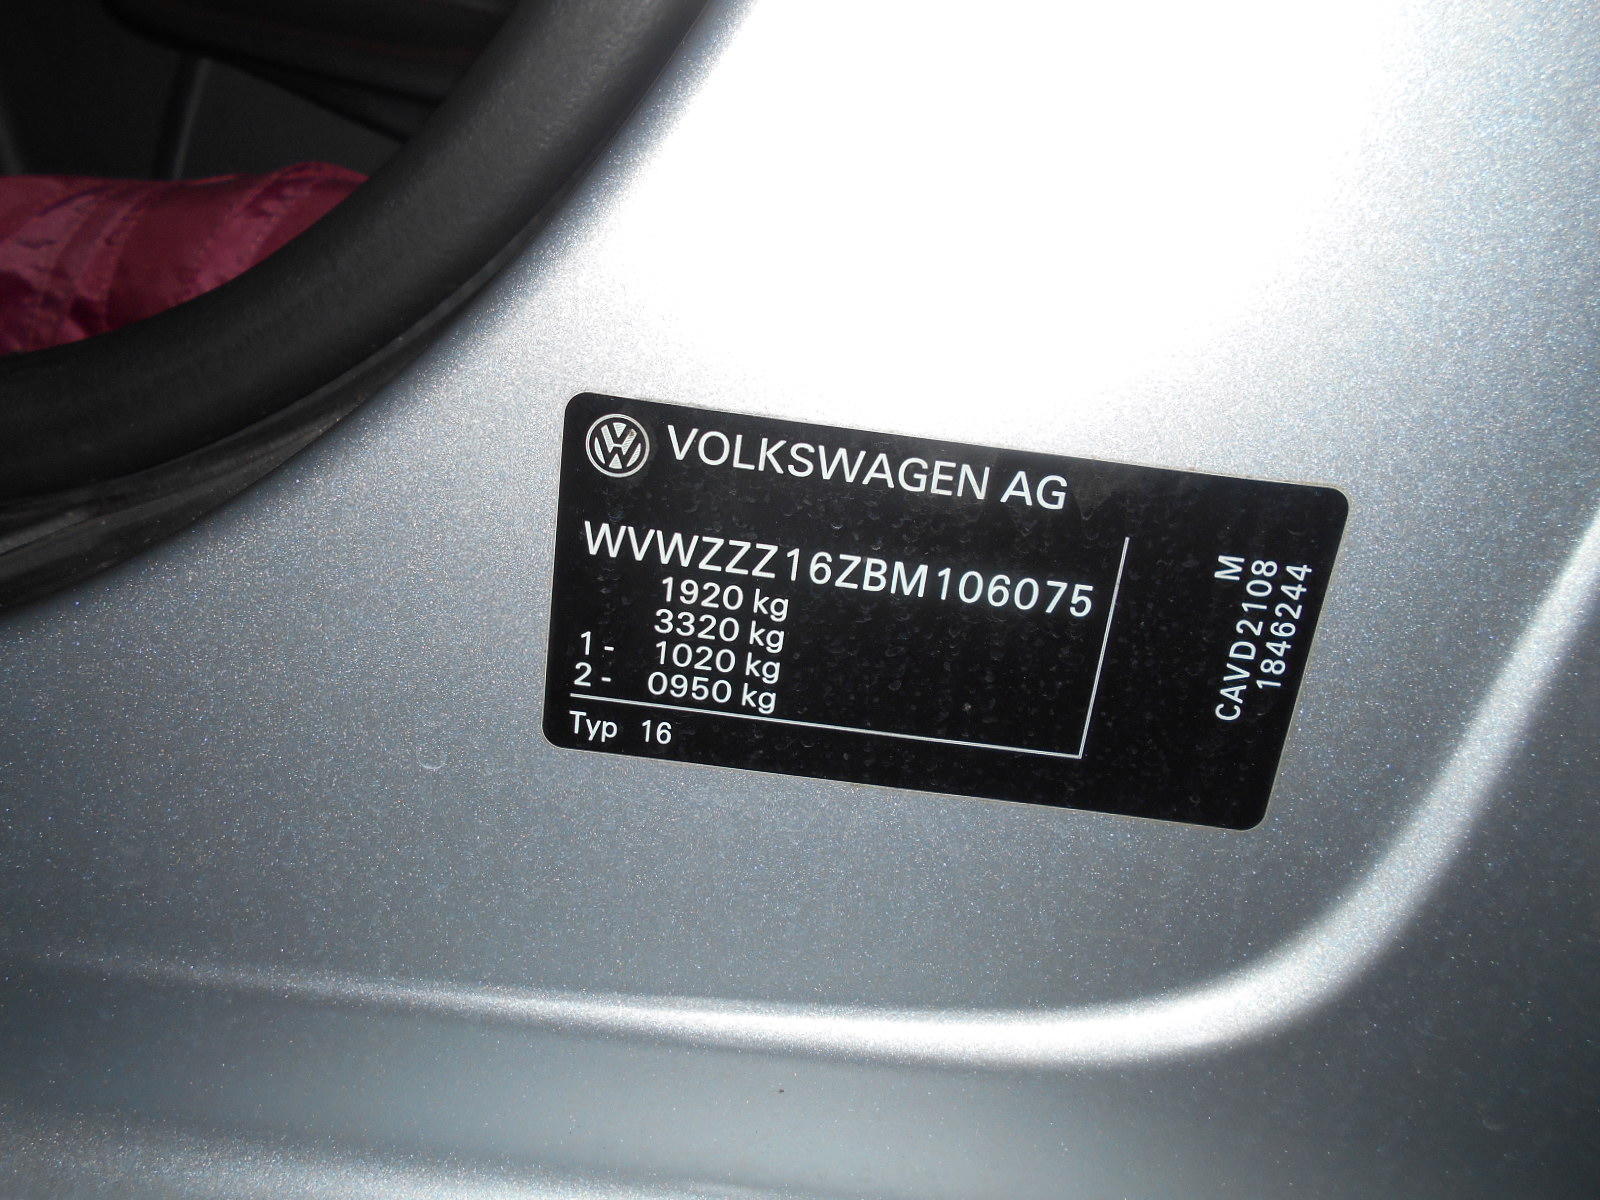 VOLKSWAGEN AG
WVWZZZ16ZBM106075
1920 kg
3320 kg
1- 1020 kg
2- 0950 kg
Typ 16
M
CAVD2108
1846244